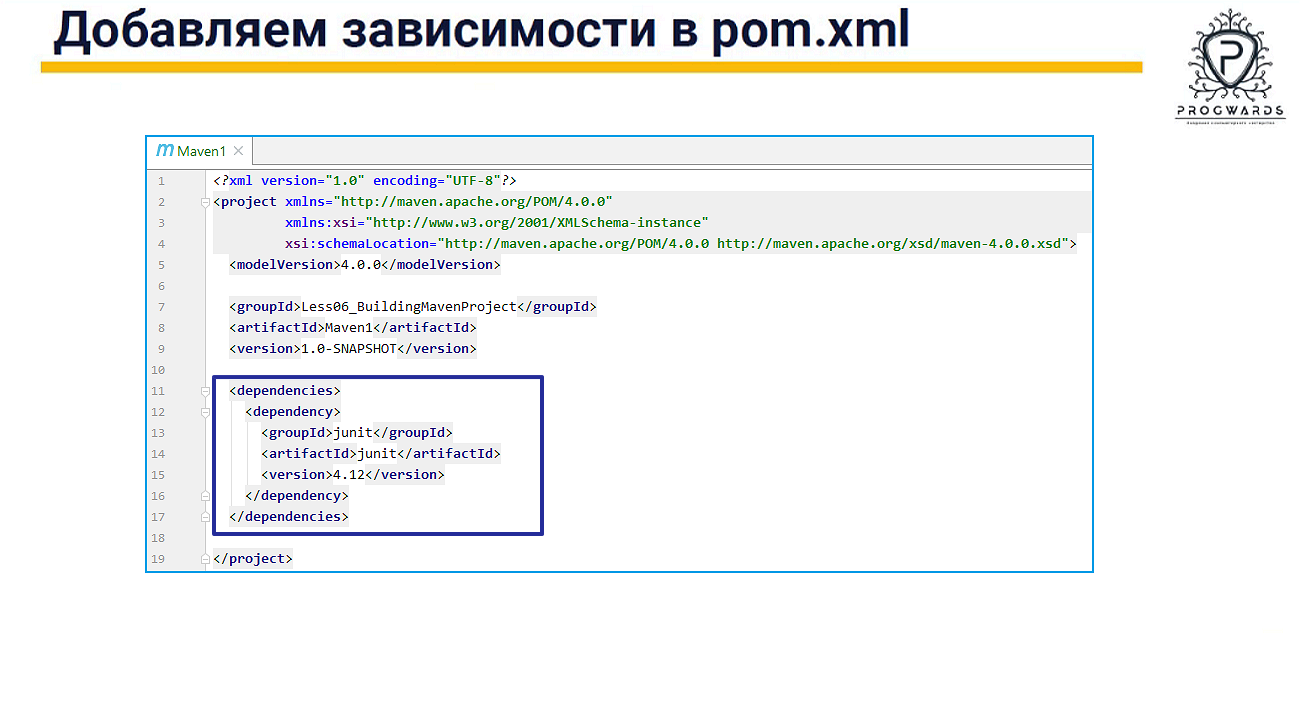 Добавляем зависимости в pom.xml
PROGWARDS
m Maven1 ×
1 <?xml version="1.0" encoding="UTF-8"?>
2 <project xmlns="http://maven.apache.org/POM/4.0.0"
3 xmlns:xsi="http://www.w3.org/2001/XMLSchema-instance"
4 xsi:schemaLocation="http://maven.apache.org/POM/4.0.0 http://maven.apache.org/xsd/maven-4.0.0.xsd">
5 <modelVersion>4.0.0</modelVersion>
6
7 <groupId>Less06_BuildingMavenProject</groupId>
8 <artifactId>Maven1</artifactId>
9 <version>1.0-SNAPSHOT</version>
10
11 <dependencies>
12 <dependency>
13 <groupId>junit</groupId>
14 <artifactId>junit</artifactId>
15 <version>4.12</version>
16 </dependency>
17 </dependencies>
18
19 </project>